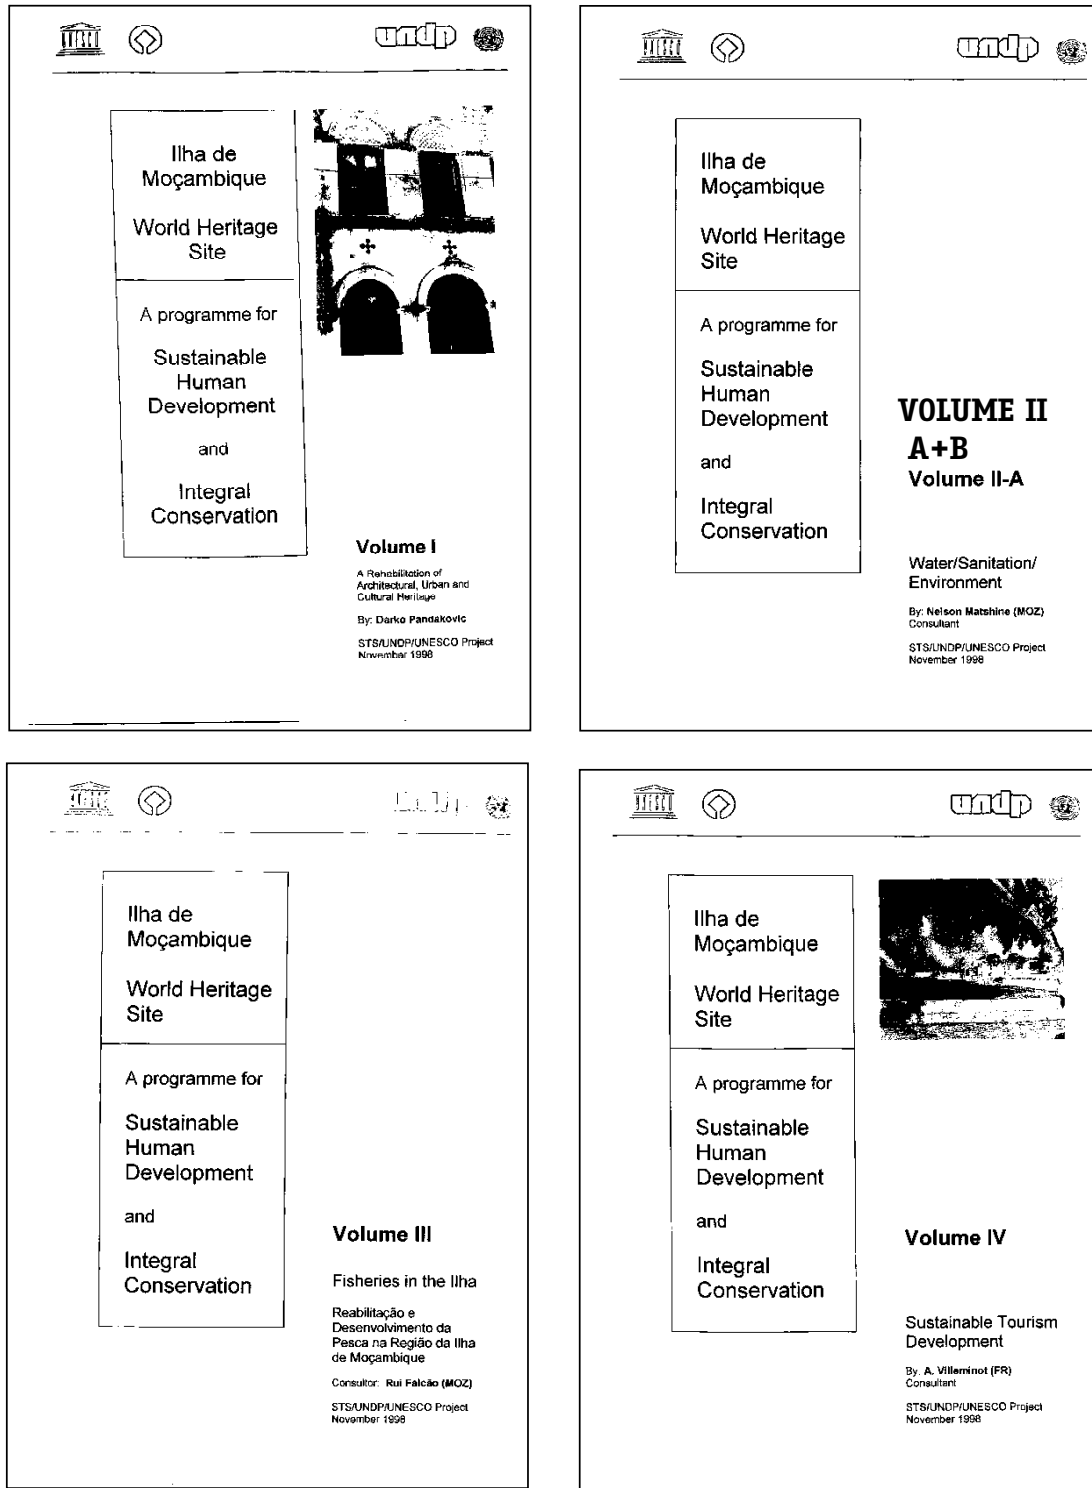 undp
Ilha de
Moçambique
World Heritage
Site
A programme for
Sustainable
Human
Development
and
Integral
Conservation
Volume I
A Rehabilitation of
Architectural, Urban and
Cultural Heritage
By: Darko Pandakovic
STS/UNDP/UNESCO Project
November 1998
undp
Ilha de
Moçambique
World Heritage
Site
A programme for
Sustainable
Human
Development
and
Integral
Conservation
VOLUME II
A+B
Volume II-A
Water/Sanitation/
Environment
By: Nelson Matshine (MOZ)
Consultant
STS/UNDP/UNESCO Project
November 1998
undp
Ilha de
Moçambique
World Heritage
Site
A programme for
Sustainable
Human
Development
and
Integral
Conservation
Volume III
Fisheries in the Ilha
Reabilitação e
Desenvolvimento da
Pesca na Região da Ilha
de Moçambique
Consultor: Rui Falcão (MOZ)
STS/UNDP/UNESCO Project
November 1998
undp
Ilha de
Moçambique
World Heritage
Site
A programme for
Sustainable
Human
Development
and
Integral
Conservation
Volume IV
Sustainable Tourism
Development
By: A. Villeminot (FR)
Consultant
STS/UNDP/UNESCO Project
November 1998